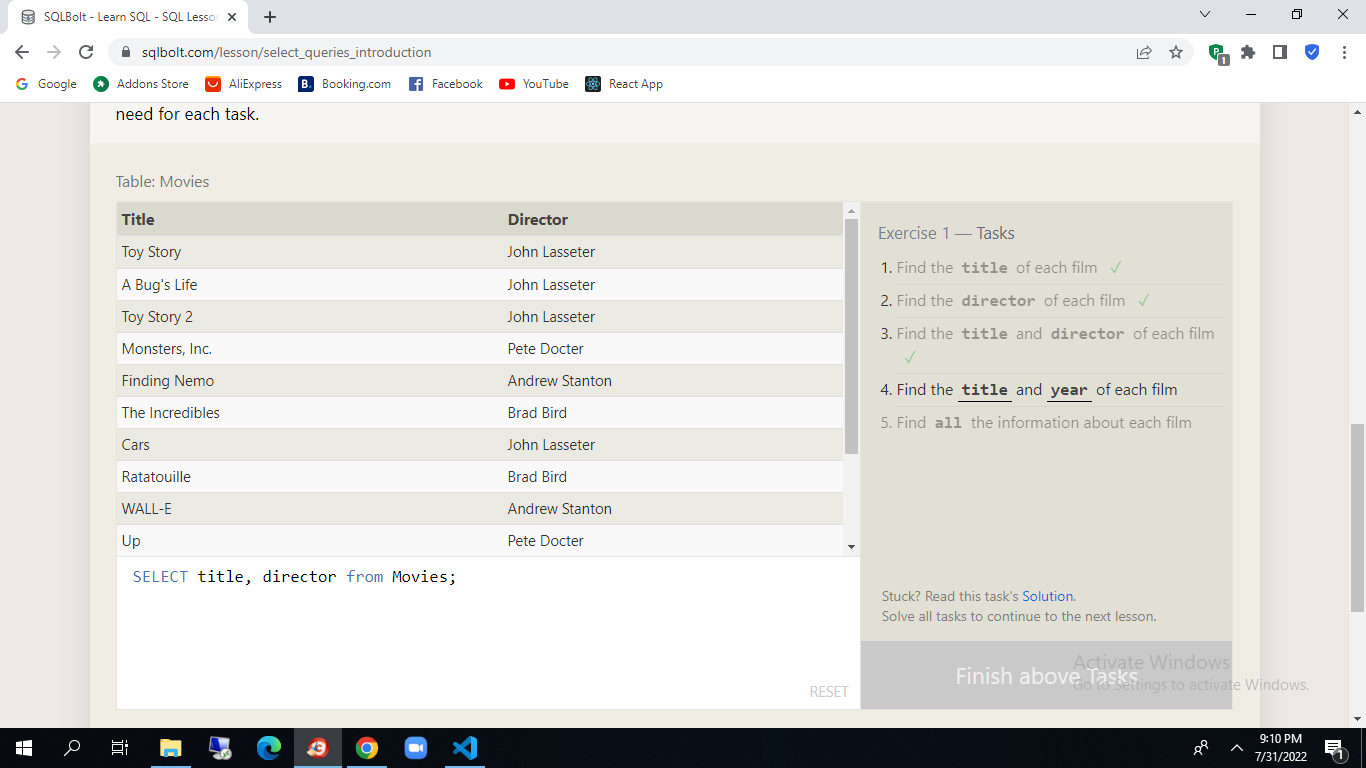 SQLBolt - Learn SQL - SQL Lesson
sqlbolt.com/lesson/select_queries_introduction
1
Google
Addons Store
AliExpress
B.
Booking.com
Facebook
YouTube
React App
need for each task.
Table: Movies
Title Director
Toy Story John Lasseter
A Bug's Life John Lasseter
Toy Story 2 John Lasseter
Monsters, Inc. Pete Docter
Finding Nemo Andrew Stanton
The Incredibles Brad Bird
Cars John Lasseter
Ratatouille Brad Bird
WALL-E Andrew Stanton
Up Pete Docter
SELECT title, director from Movies;
RESET
Exercise 1 — Tasks
1. Find the title of each film ✓
2. Find the director of each film ✓
3. Find the title and director of each film
✓
4. Find the title and year of each film
5. Find all the information about each film
Stuck? Read this task's Solution.
Solve all tasks to continue to the next lesson.
Finish above Tasks
Activate Windows
Go to Settings to activate Windows.
9:10 PM
7/31/2022
1